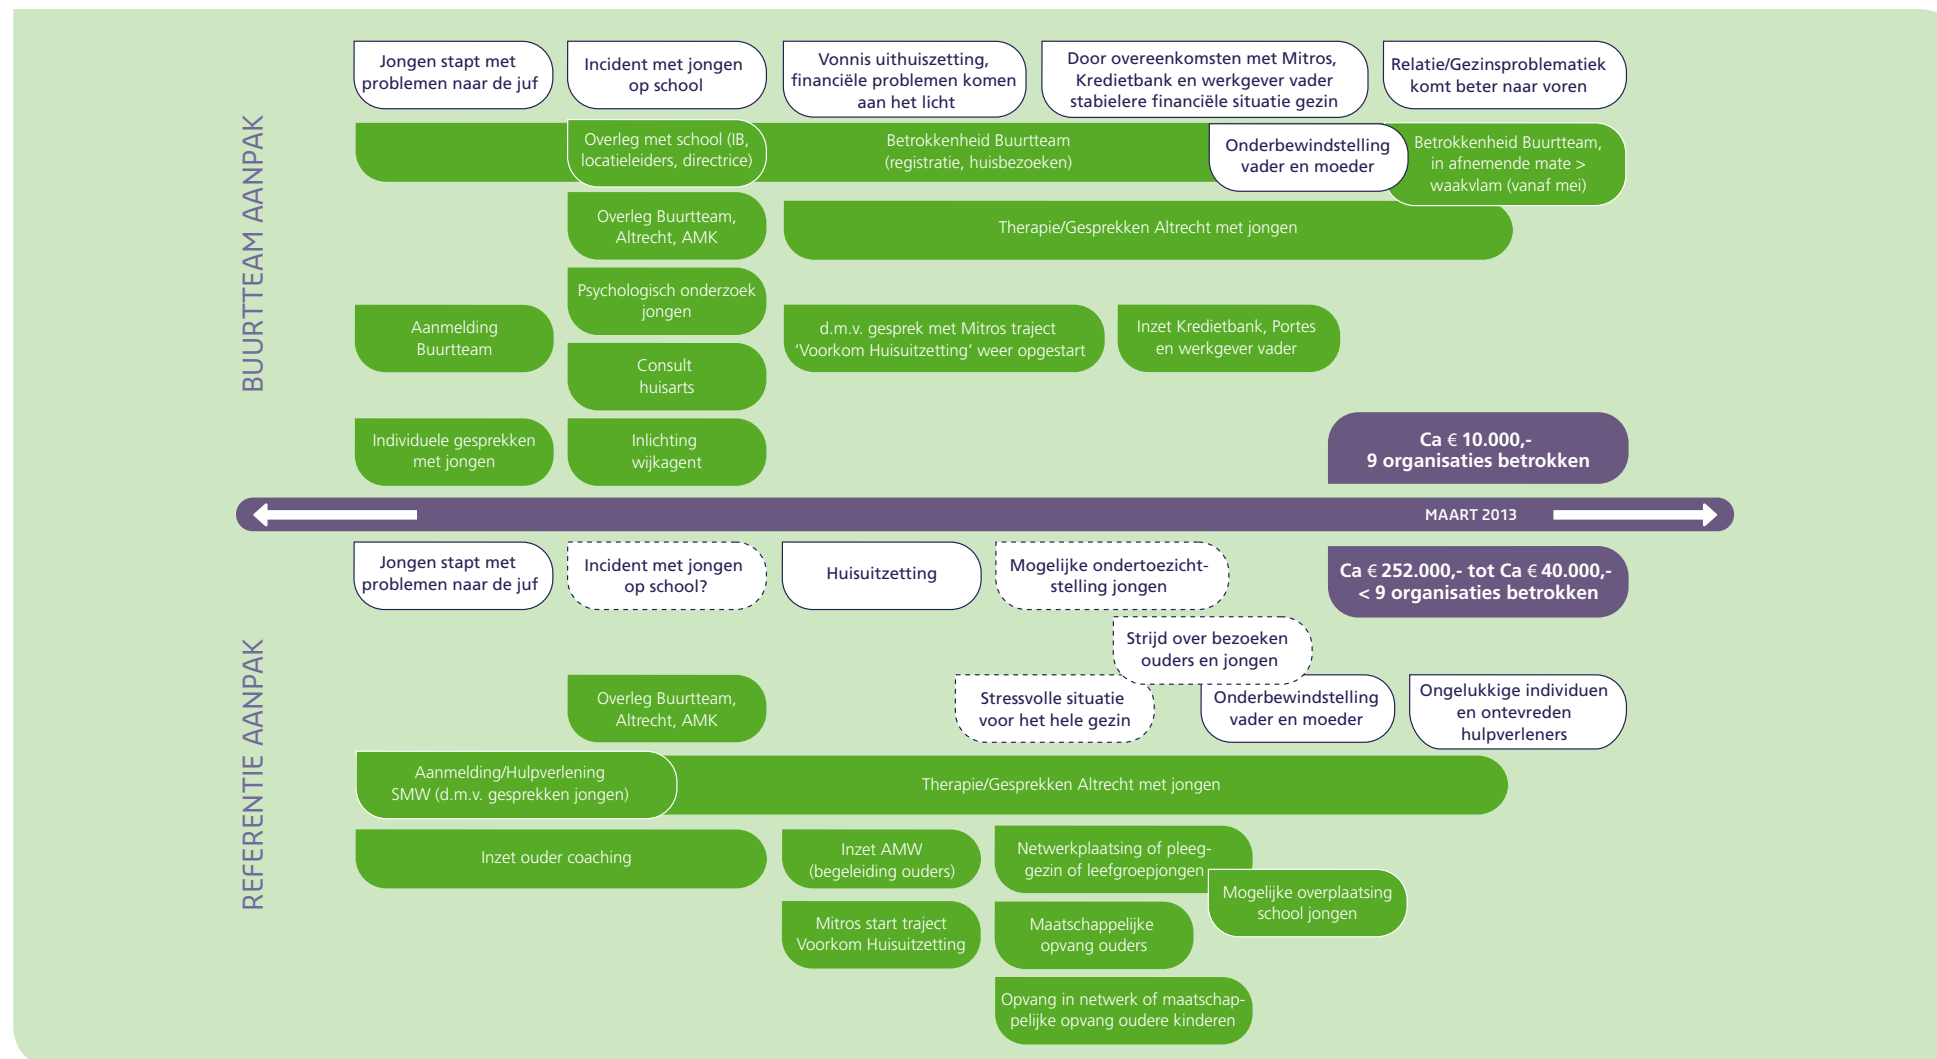 BUURTTEAM AANPAK
Jongen stapt met
problemen naar de juf
Incident met jongen
op school
Vonnis uithuiszetting,
financiële problemen komen
aan het licht
Door overeenkomsten met Mitros,
Kredietbank en werkgever vader
stabielere financiële situatie gezin
Relatie/Gezinsproblematiek
komt beter naar voren
Overleg met school (IB,
locatieleiders, directrice)
Betrokkenheid Buurtteam
(registratie, huisbezoeken)
Onderbewindstelling
vader en moeder
Betrokkenheid Buurtteam,
in afnemende mate >
waakvlam (vanaf mei)
Overleg Buurtteam,
Altrecht, AMK
Therapie/Gesprekken Altrecht met jongen
Psychologisch onderzoek
jongen
Aanmelding
Buurtteam
d.m.v. gesprek met Mitros traject
‘Voorkom Huisuitzetting’ weer opgestart
Inzet Kredietbank, Portes
en werkgever vader
Consult
huisarts
Individuele gesprekken
met jongen
Inlichting
wijkagent
Ca € 10.000,-
9 organisaties betrokken
MAART 2013
REFERENTIE AANPAK
Jongen stapt met
problemen naar de juf
Incident met jongen
op school?
Huisuitzetting
Mogelijke ondertoezicht-
stelling jongen
Ca € 252.000,- tot Ca € 40.000,-
< 9 organisaties betrokken
Strijd over bezoeken
ouders en jongen
Overleg Buurtteam,
Altrecht, AMK
Stressvolle situatie
voor het hele gezin
Onderbewindstelling
vader en moeder
Ongelukkige individuen
en ontevreden
hulpverleners
Aanmelding/Hulpverlening
SMW (d.m.v. gesprekken jongen)
Therapie/Gesprekken Altrecht met jongen
Inzet ouder coaching
Inzet AMW
(begeleiding ouders)
Netwerkplaatsing of pleeg-
gezin of leefgroepjongen
Mogelijke overplaatsing
school jongen
Mitros start traject
Voorkom Huisuitzetting
Maatschappelijke
opvang ouders
Opvang in netwerk of maatschap-
pelijke opvang oudere kinderen